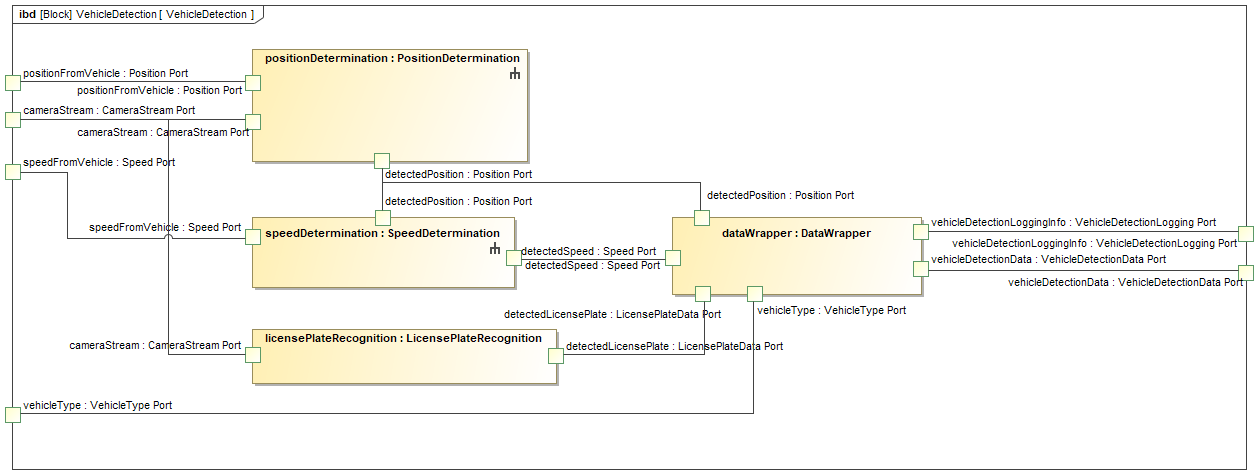 ibd [Block] VehicleDetection [ VehicleDetection ]
positionDetermination : PositionDetermination
positionFromVehicle : Position Port
positionFromVehicle : Position Port
cameraStream : CameraStream Port
cameraStream : CameraStream Port
speedFromVehicle : Speed Port
detectedPosition : Position Port
detectedPosition : Position Port
detectedPosition : Position Port
speedFromVehicle : Speed Port
speedDetermination : SpeedDetermination
dataWrapper : DataWrapper
vehicleDetectionLoggingInfo : VehicleDetectionLogging Port
vehicleDetectionLoggingInfo : VehicleDetectionLogging Port
detectedSpeed : Speed Port
detectedSpeed : Speed Port
vehicleDetectionData : VehicleDetectionData Port
vehicleDetectionData : VehicleDetectionData Port
detectedLicensePlate : LicensePlateData Port
vehicleType : VehicleType Port
licensePlateRecognition : LicensePlateRecognition
cameraStream : CameraStream Port
detectedLicensePlate : LicensePlateData Port
vehicleType : VehicleType Port